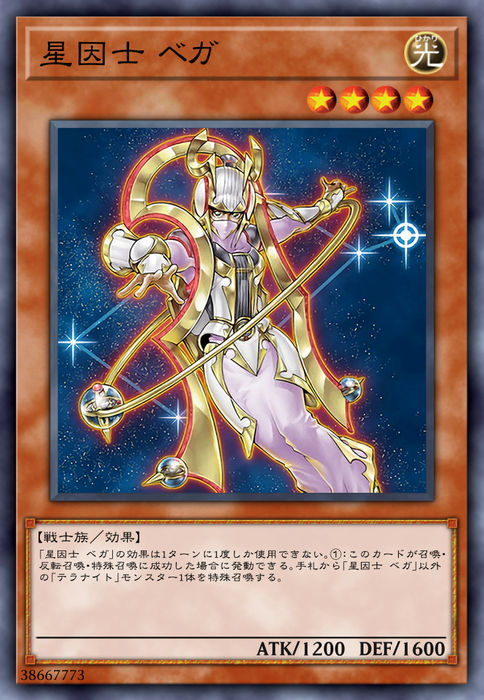 星因士 ベガ
ひかり
光
【戦士族／効果】
「星因士 ベガ」の効果は1ターンに1度しか使用できない。①：このカードが召喚・
反転召喚・特殊召喚に成功した場合に発動できる。手札から「星因士 ベガ」以外
の「テラナイト」モンスター1体を特殊召喚する。
ATK/1200 DEF/1600
38667773